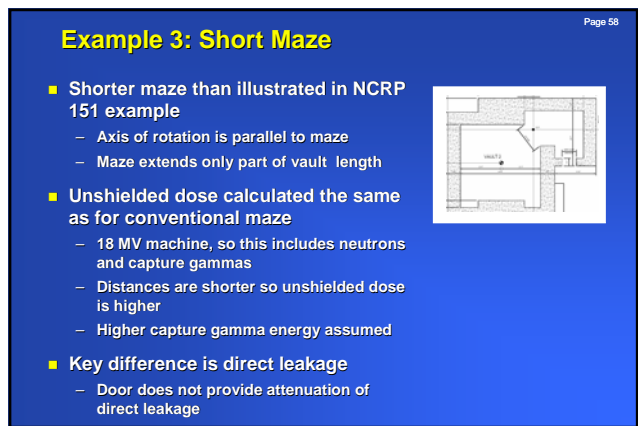 Page 58
Example 3: Short Maze
■ Shorter maze than illustrated in NCRP
151 example
– Axis of rotation is parallel to maze
– Maze extends only part of vault length
■ Unshielded dose calculated the same
as for conventional maze
– 18 MV machine, so this includes neutrons
and capture gammas
– Distances are shorter so unshielded dose
is higher
– Higher capture gamma energy assumed
■ Key difference is direct leakage
– Door does not provide attenuation of
direct leakage